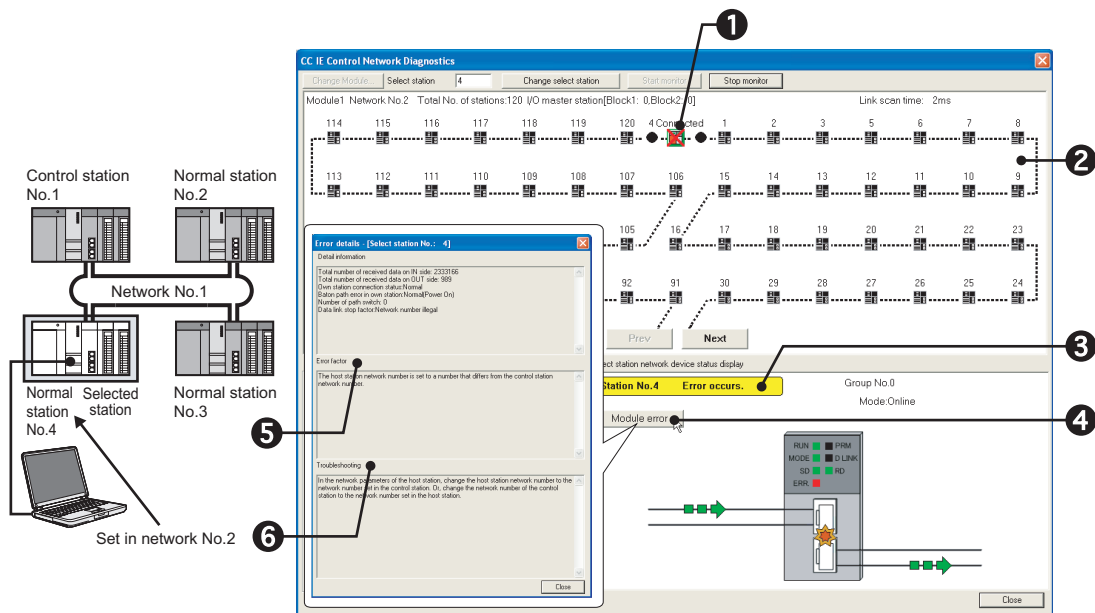 1
CC IE Control Network Diagnostics
Change Module... Select station 4 Change select station Start monitor Stop monitor
Module1 Network No.2 Total No. of stations:120 I/O master station[Block1: 0,Block2: 0] Link scan time: 2ms
114 115 116 117 118 119 120 4 Connected 1 2 3 5 6 7 8
2
113 112 111 110 109 108 107 106 15 14 13 12 11 10 9
105 16 17 18 19 20 21 22 23
92 91 30 29 28 27 26 25 24
Prev Next
Control station
No.1
Normal station
No.2
Network No.1
Normal
station
No.4
Selected
station
Normal station
No.3
Set in network No.2
Error details - [Select station No.: 4]
Detail information
Total number of received data on IN side: 2333166
Total number of received data on OUT side: 989
Own station connection status:Normal
Baton path error in own station:Normal(Power On)
Number of path switch: 0
Data link stop factor:Network number illegal
5
Error factor
The host station network number is set to a number that differs from the control station
network number.
6
Troubleshooting
In the network parameters of the host station, change the host station network number to the
network number set in the control station. Or, change the network number of the control
station to the network number set in the host station.
Close
ect station network device status display
3
Station No.4 Error occurs.
Group No.0
Mode:Online
4
Module error
RUN PRM
MODE D LINK
SD RD
ERR.
Close